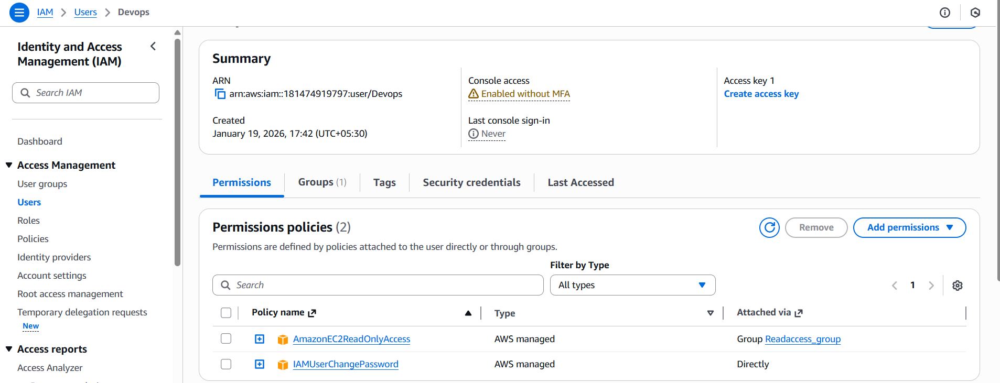 IAM > Users > Devops
Identity and Access
Management (IAM)
Search IAM
Dashboard
Access Management
User groups
Users
Roles
Policies
Identity providers
Account settings
Root access management
Temporary delegation requests
New
Access reports
Access Analyzer
Summary
ARN
arn:aws:iam::181474919797:user/Devops
Created
January 19, 2026, 17:42 (UTC+05:30)
Console access
Enabled without MFA
Last console sign-in
Never
Access key 1
Create access key
Permissions
Groups (1)
Tags
Security credentials
Last Accessed
Permissions policies (2)
Remove
Add permissions
Permissions are defined by policies attached to the user directly or through groups.
Filter by Type
Search
All types
1
Policy name
Type
Attached via
AmazonEC2ReadOnlyAccess
AWS managed
Group Readaccess_group
IAMUserChangePassword
AWS managed
Directly